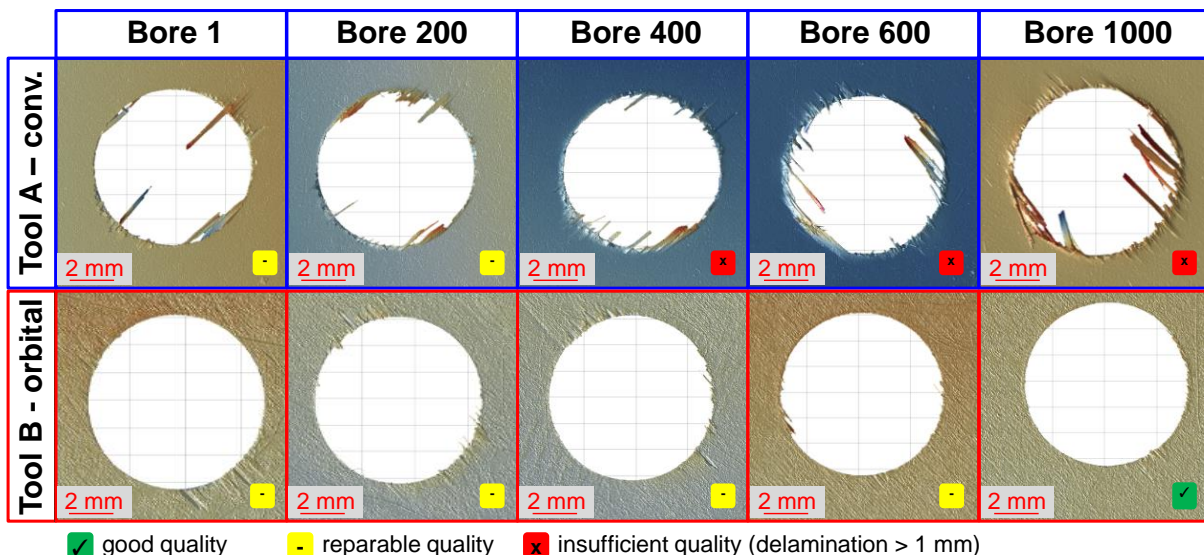 Bore 1 Bore 200 Bore 400 Bore 600 Bore 1000
Tool A – conv.
2 mm - 2 mm - 2 mm x 2 mm x 2 mm x
Tool B - orbital
2 mm - 2 mm - 2 mm - 2 mm - 2 mm ✓
✓ good quality - reparable quality x insufficient quality (delamination > 1 mm)